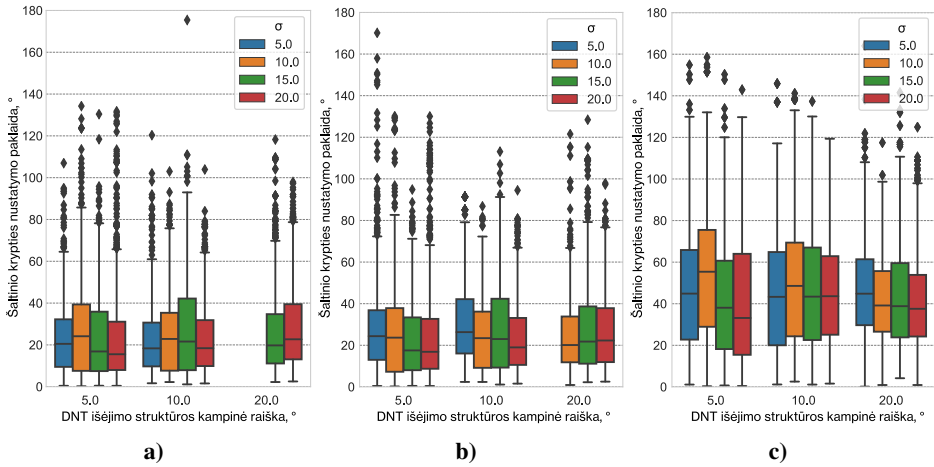 a)
Šaltinio krypties nustatymo paklaida, °
180
160
140
120
100
80
60
40
20
0
σ
5.0
10.0
15.0
20.0
5.0 10.0 20.0
DNT išėjimo struktūros kampinė raiška, °
b)
Šaltinio krypties nustatymo paklaida, °
180
160
140
120
100
80
60
40
20
0
σ
5.0
10.0
15.0
20.0
5.0 10.0 20.0
DNT išėjimo struktūros kampinė raiška, °
c)
Šaltinio krypties nustatymo paklaida, °
180
160
140
120
100
80
60
40
20
0
σ
5.0
10.0
15.0
20.0
5.0 10.0 20.0
DNT išėjimo struktūros kampinė raiška, °